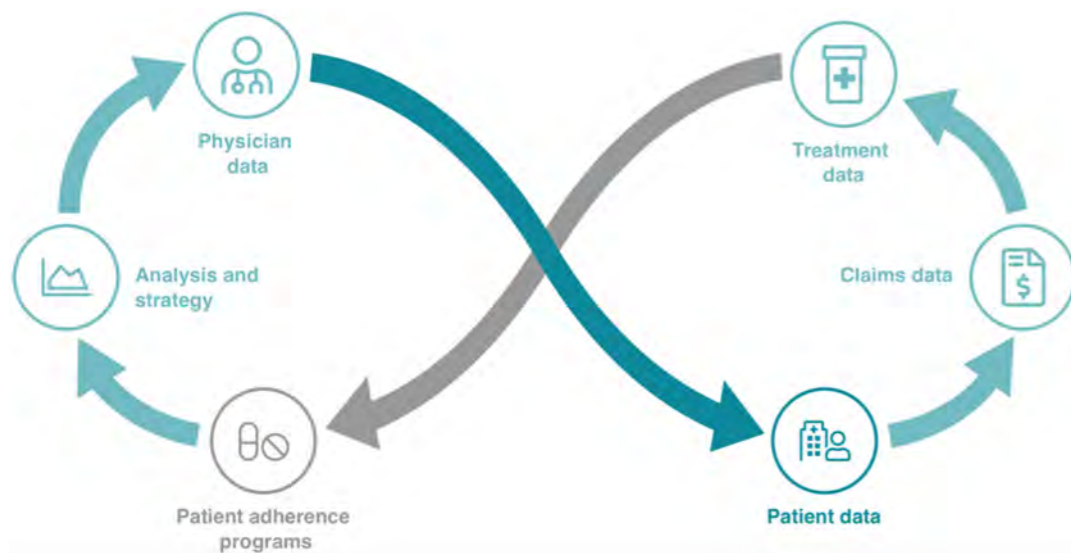 Physician
data
Treatment
data
Analysis and
strategy
Claims data
$
Patient adherence
programs
Patient data